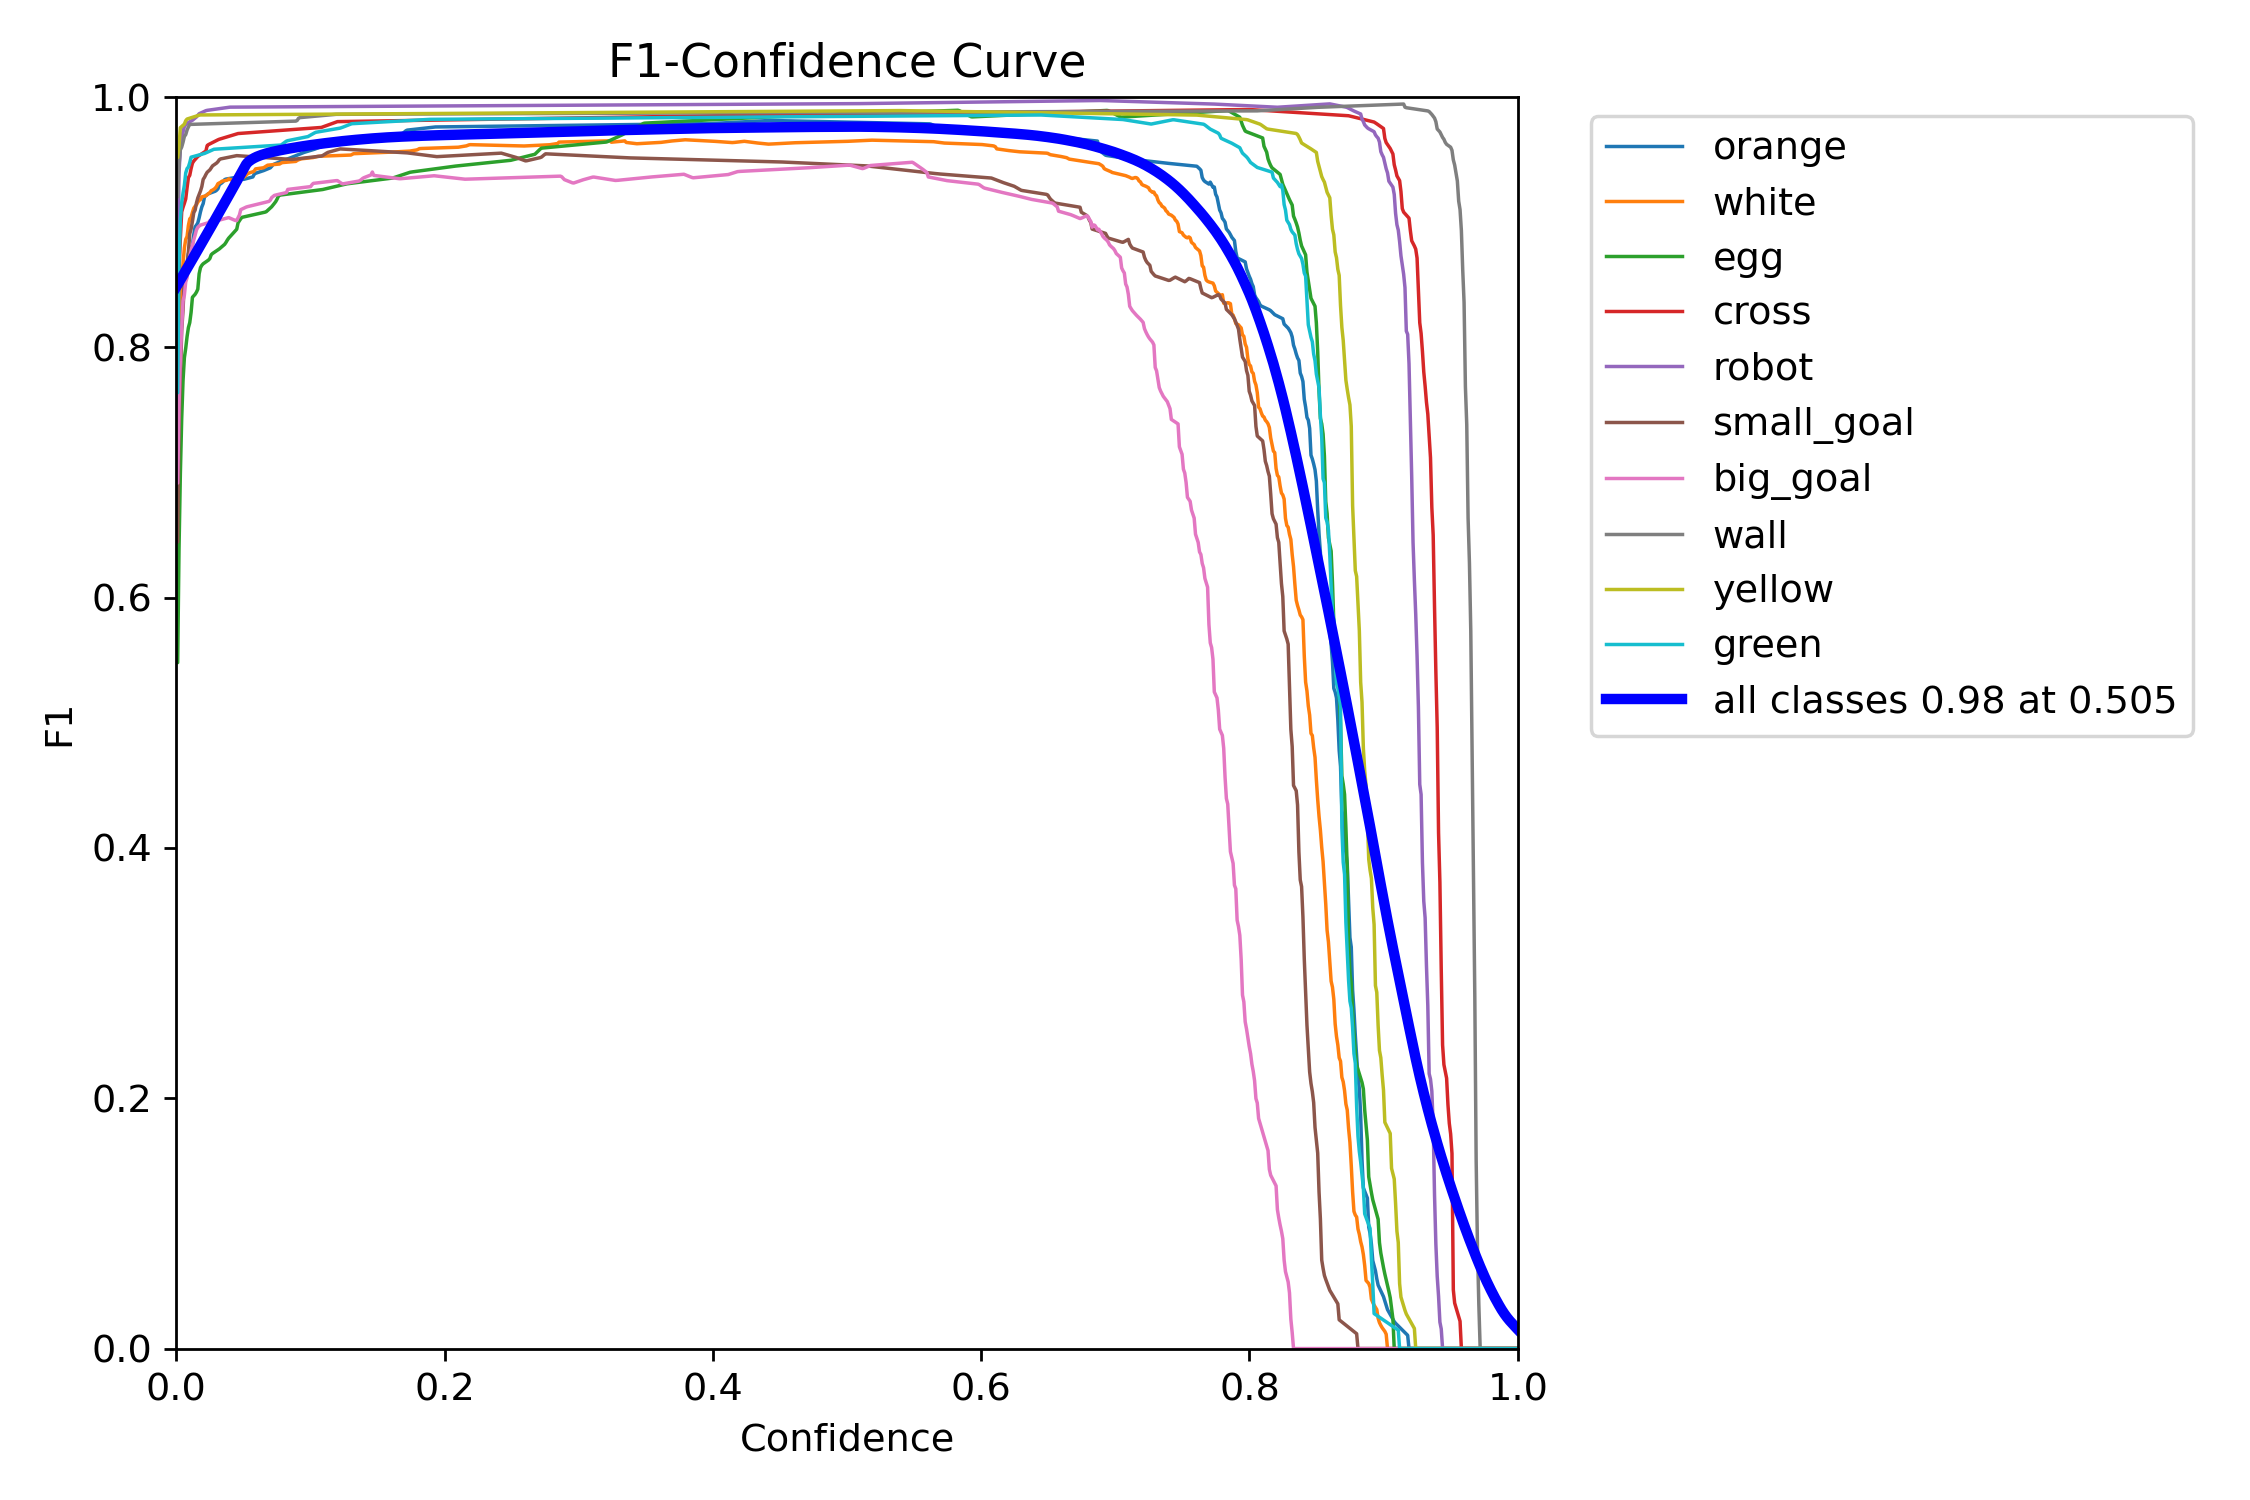 F1-Confidence Curve
1.0
0.8
0.6
0.4
0.2
0.0
F1
0.0 0.2 0.4 0.6 0.8 1.0
Confidence
orange
white
egg
cross
robot
small_goal
big_goal
wall
yellow
green
all classes 0.98 at 0.505